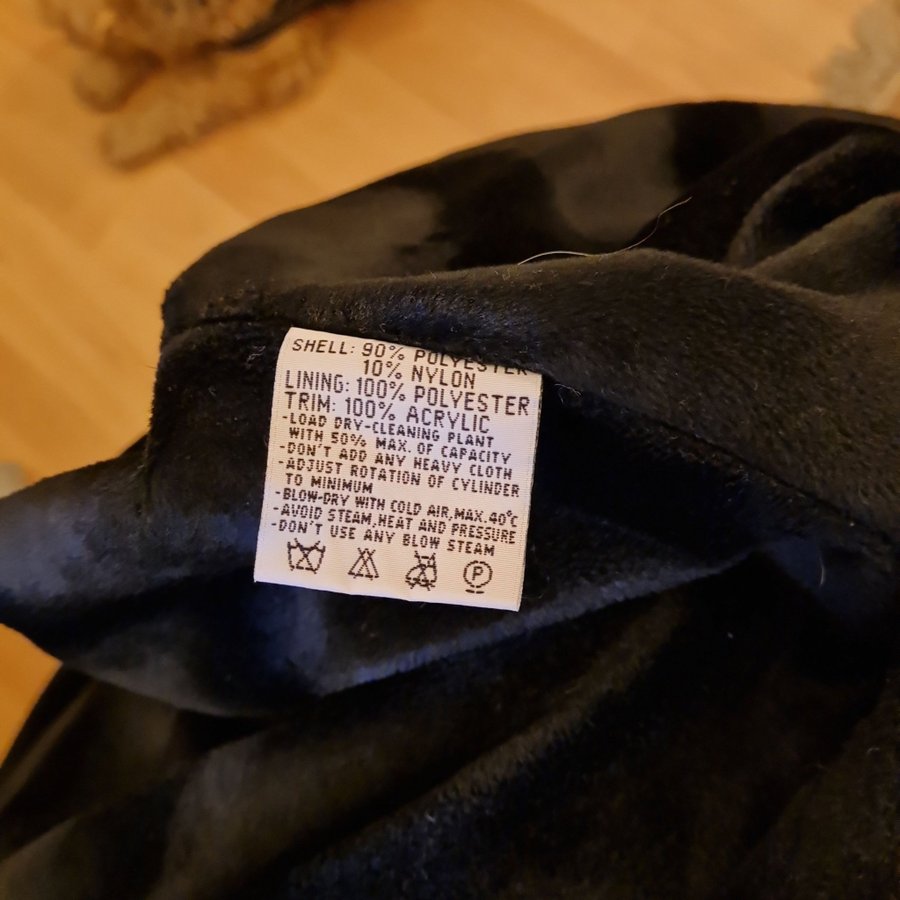 SHELL: 90% POLYESTER
10% NYLON
LINING: 100% POLYESTER
TRIM: 100% ACRYLIC
-LOAD DRY-CLEANING PLANT
WITH 50% MAX. OF CAPACITY
-DON'T ADD ANY HEAVY CLOTH
-ADJUST ROTATION OF CYLINDER
TO MINIMUM
-BLOW-DRY WITH COLD AIR,MAX.40°C
-AVOID STEAM,HEAT AND PRESSURE
-DON'T USE ANY BLOW STEAM
P